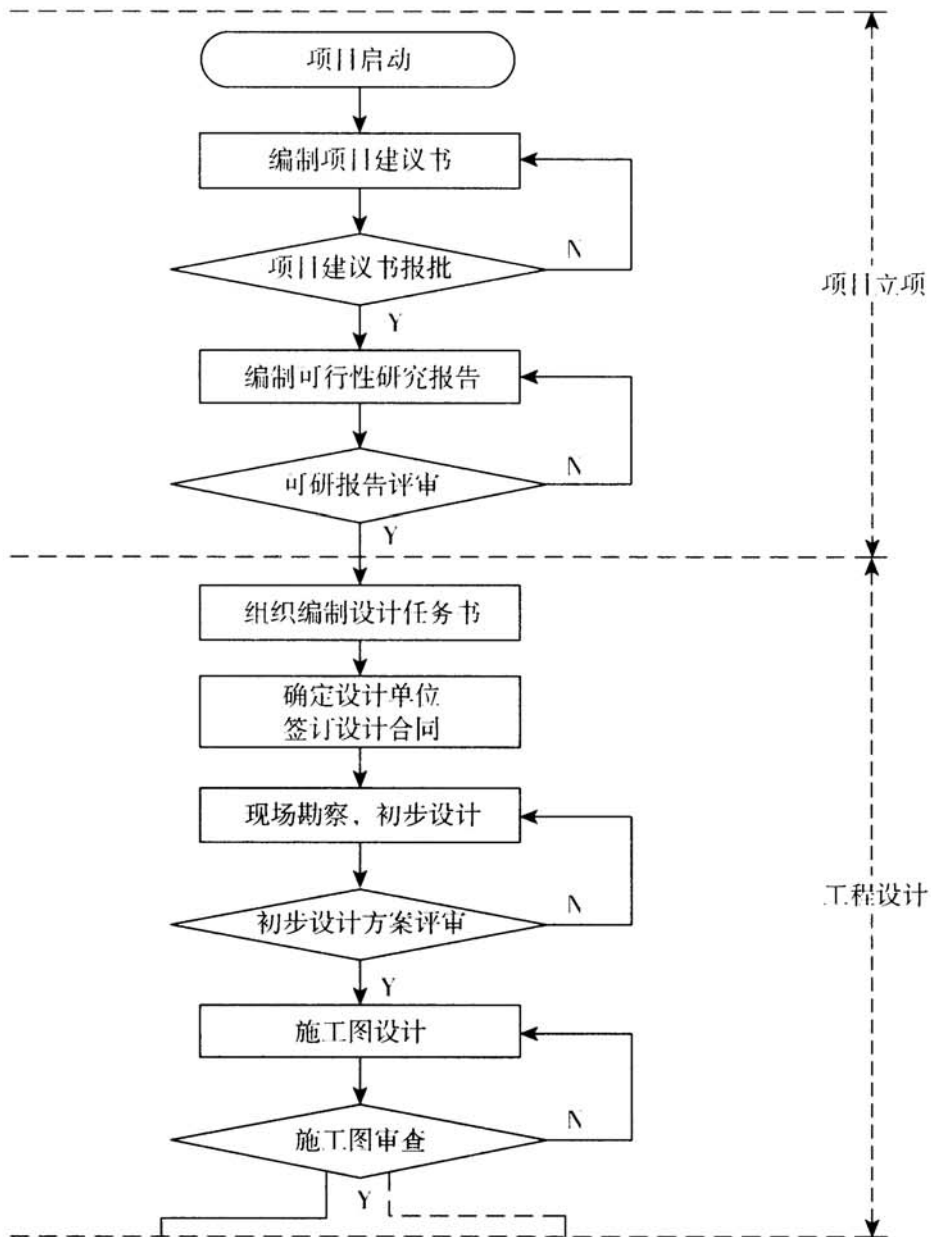 项目启动
编制项目建议书
N
项目建议书报批
项目立项
Y
编制可行性研究报告
N
可研报告评审
Y
组织编制设计任务书
确定设计单位
签订设计合同
现场勘察、初步设计
工程设计
N
初步设计方案评审
Y
施工图设计
N
施工图审查
Y